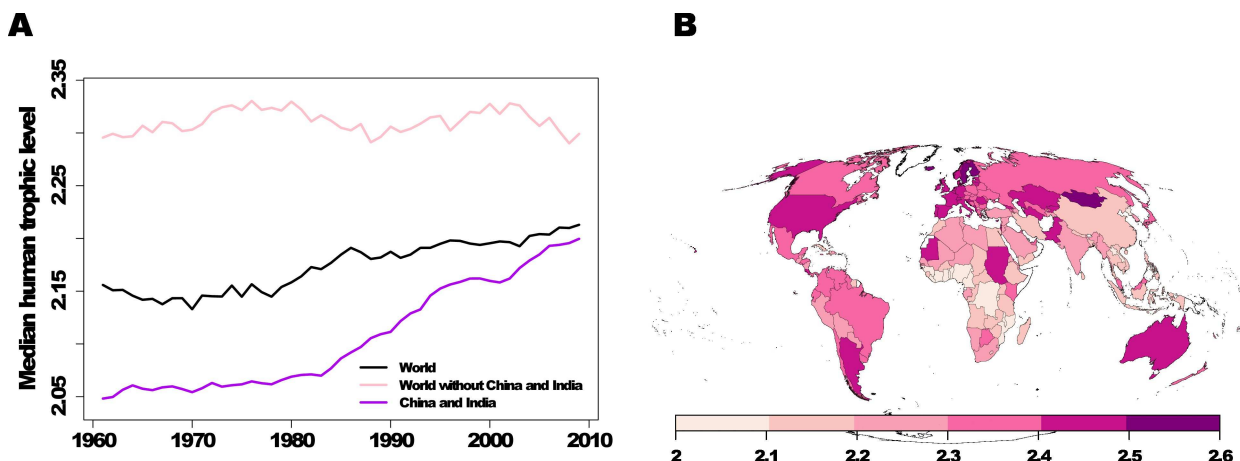 A
B
Median human trophic level
2.35
2.25
2.15
2.05
World
World without China and India
China and India
1960 1970 1980 1990 2000 2010
2 2.1 2.2 2.3 2.4 2.5 2.6